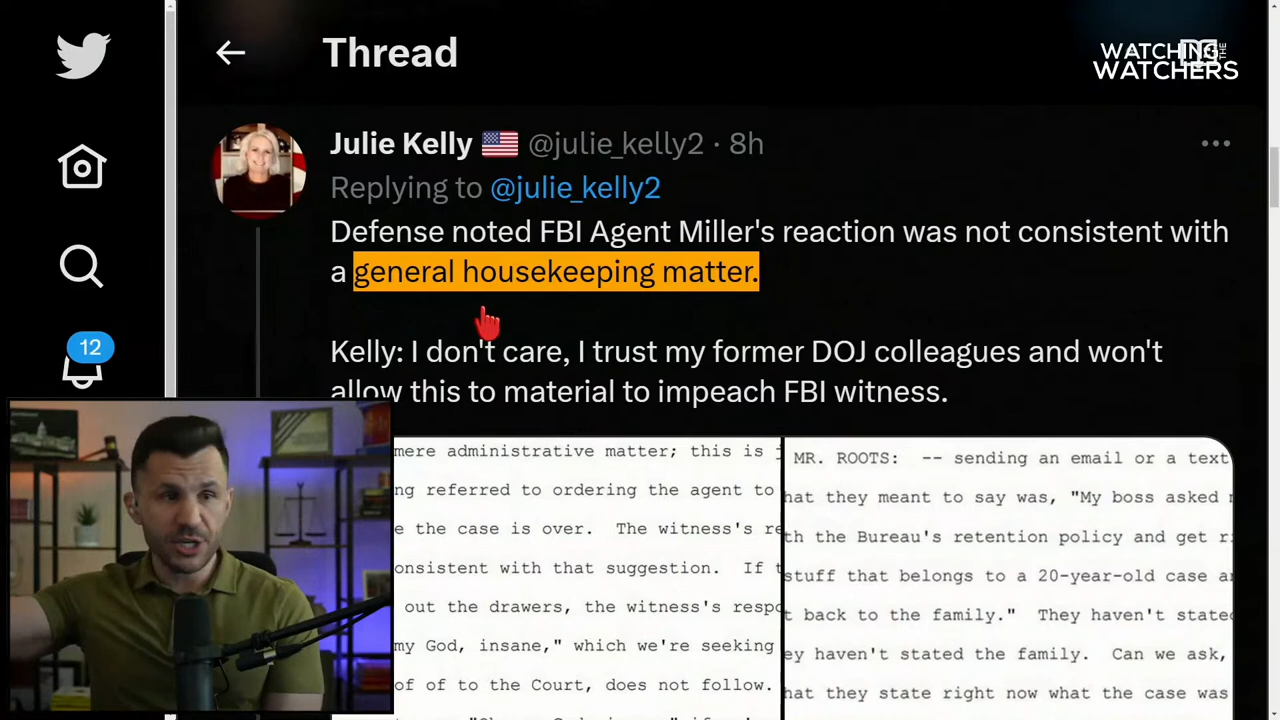 Thread
WATCHING THE
WATCHERS
Julie Kelly @julie_kelly2 · 8h
Replying to @julie_kelly2
Defense noted FBI Agent Miller's reaction was not consistent with
a general housekeeping matter.
12
Kelly: I don't care, I trust my former DOJ colleagues and won't
allow this to material to impeach FBI witness.
mere administrative matter; this is
ng referred to ordering the agent to
e the case is over. The witness's re
onsistent with that suggestion. If t
out the drawers, the witness's respo
my God, insane," which we're seeking
of of to the Court, does not follow.
MR. ROOTS: -- sending an email or a text
hat they meant to say was, "My boss asked
th the Bureau's retention policy and get r
stuff that belongs to a 20-year-old case a
t back to the family." They haven't stated
ey haven't stated the family. Can we ask,
hat they state right now what the case was